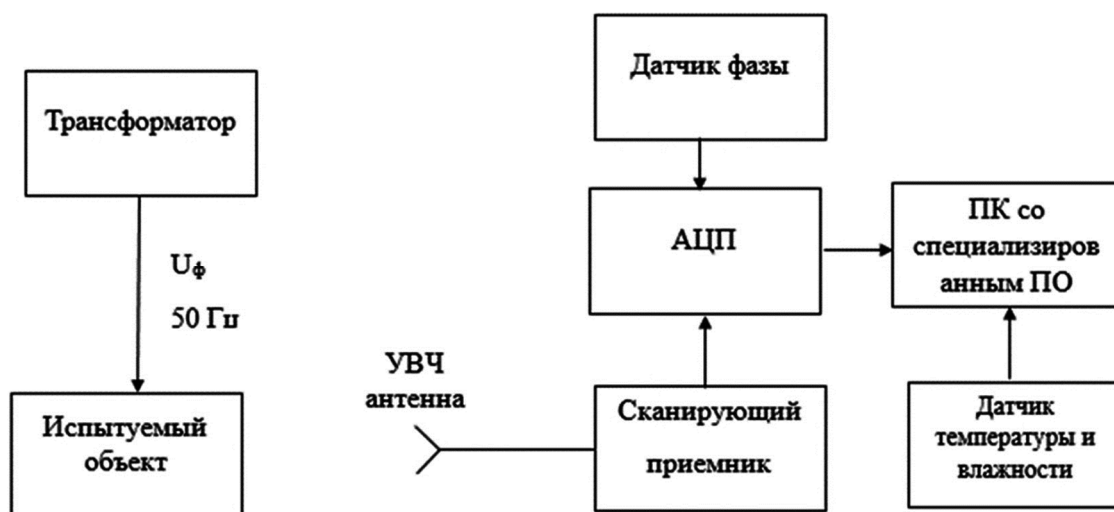 Трансформатор
Uф
50 Гц
Испытуемый
объект
Датчик фазы
АЦП
ПК со
специализиров
анным ПО
УВЧ
антенна
Сканирующий
приемник
Датчик
температуры и
влажности